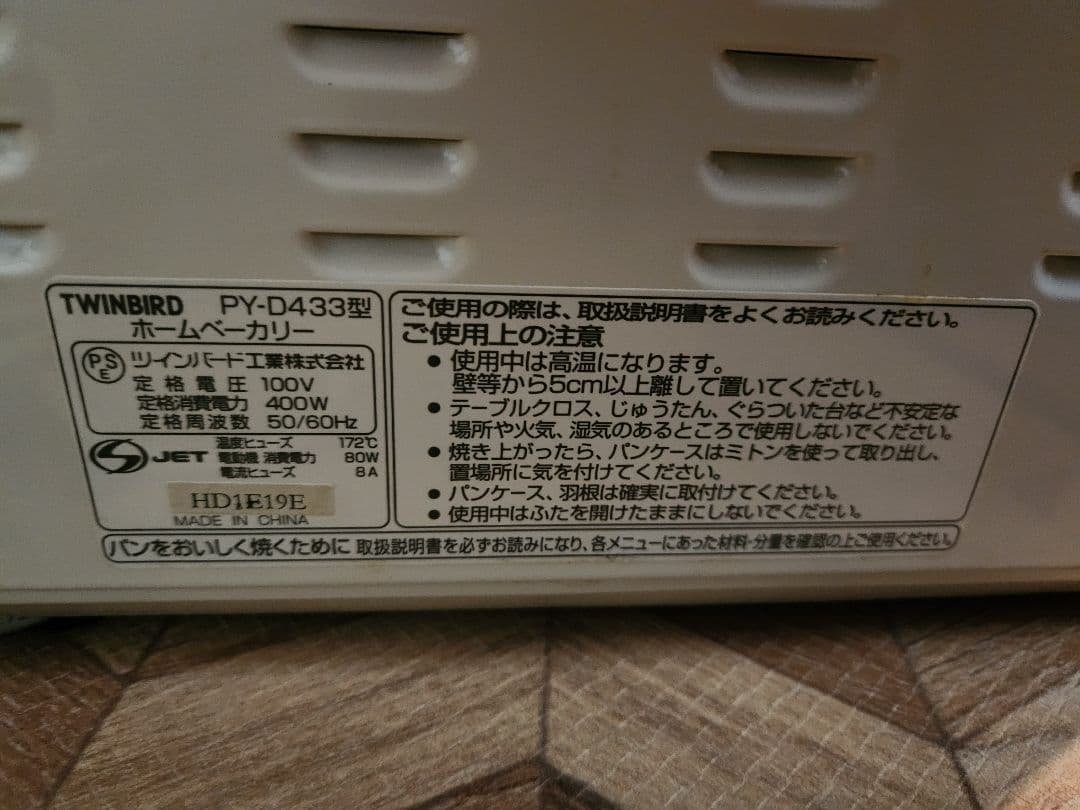 TWINBIRD PY-D433型
ホームベーカリー
PSE ツインバード工業株式会社
定格電圧 100V
定格消費電力 400W
定格周波数 50/60Hz
JET 温度ヒューズ 172℃
電動機 消費電力 80W
電流ヒューズ 8A
HD1E19E
MADE IN CHINA
ご使用の際は、取扱説明書をよくお読みください。
ご使用上の注意
● 使用中は高温になります。
壁等から5cm以上離して置いてください。
● テーブルクロス、じゅうたん、ぐらついた台など不安定な
場所や火気、湿気のあるところで使用しないでください。
● 焼き上がったら、パンケースはミトンを使って取り出し、
置場所に気を付けてください。
● パンケース、羽根は確実に取付けてください。
● 使用中はふたを開けたままにしないでください。
パンをおいしく焼くために 取扱説明書を必ずお読みになり、各メニューにあった材料・分量を確認の上ご使用ください。